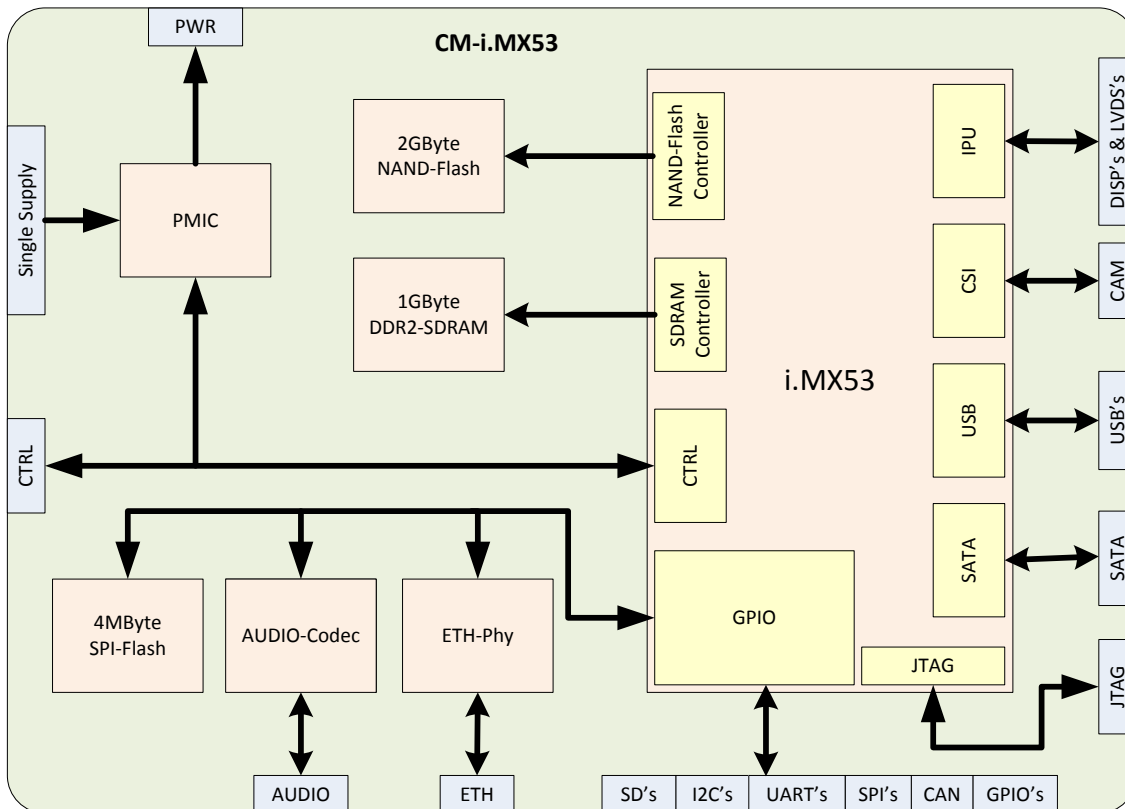 PWR
CM-i.MX53
Single Supply
PMIC
2GByte
NAND-Flash
NAND-Flash
Controller
IPU
DISP's & LVDS's
1GByte
DDR2-SDRAM
SDRAM
Controller
CSI
CAM
i.MX53
USB
USB's
CTRL
CTRL
SATA
SATA
4MByte
SPI-Flash
AUDIO-Codec
ETH-Phy
GPIO
JTAG
JTAG
AUDIO
ETH
SD's
I2C's
UART's
SPI's
CAN
GPIO's